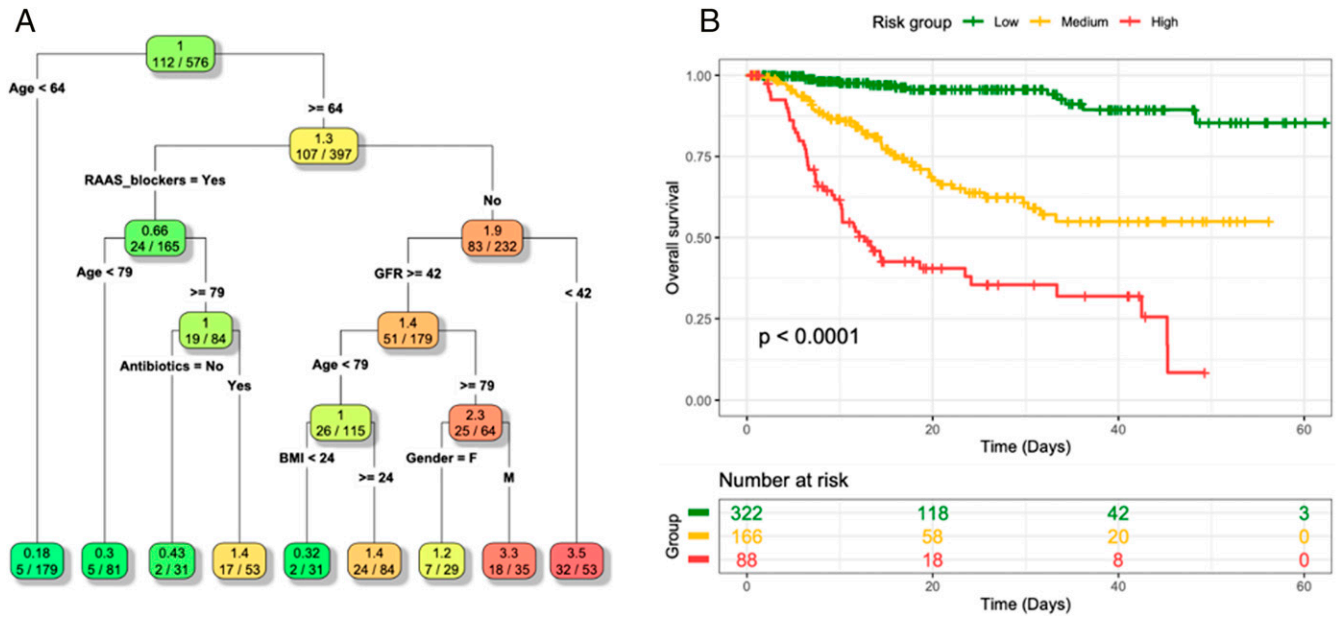 A
1
112 / 576
Age < 64
>= 64
1.3
107 / 397
RAAS_blockers = Yes
No
0.66
24 / 165
1.9
83 / 232
Age < 79
>= 79
GFR >= 42
< 42
1
19 / 84
1.4
51 / 179
Antibiotics = No
Yes
Age < 79
>= 79
1
26 / 115
2.3
25 / 64
BMI < 24
>= 24
Gender = F
M
0.18
5 / 179
0.3
5 / 81
0.43
2 / 31
1.4
17 / 53
0.32
2 / 31
1.4
24 / 84
1.2
7 / 29
3.3
18 / 35
3.5
32 / 53
B
Risk group Low Medium High
Overall survival
1.00
0.75
0.50
0.25
0.00
p < 0.0001
0 20 40 60
Time (Days)
Number at risk
Group
322 118 42 3
166 58 20 0
88 18 8 0
0 20 40 60
Time (Days)